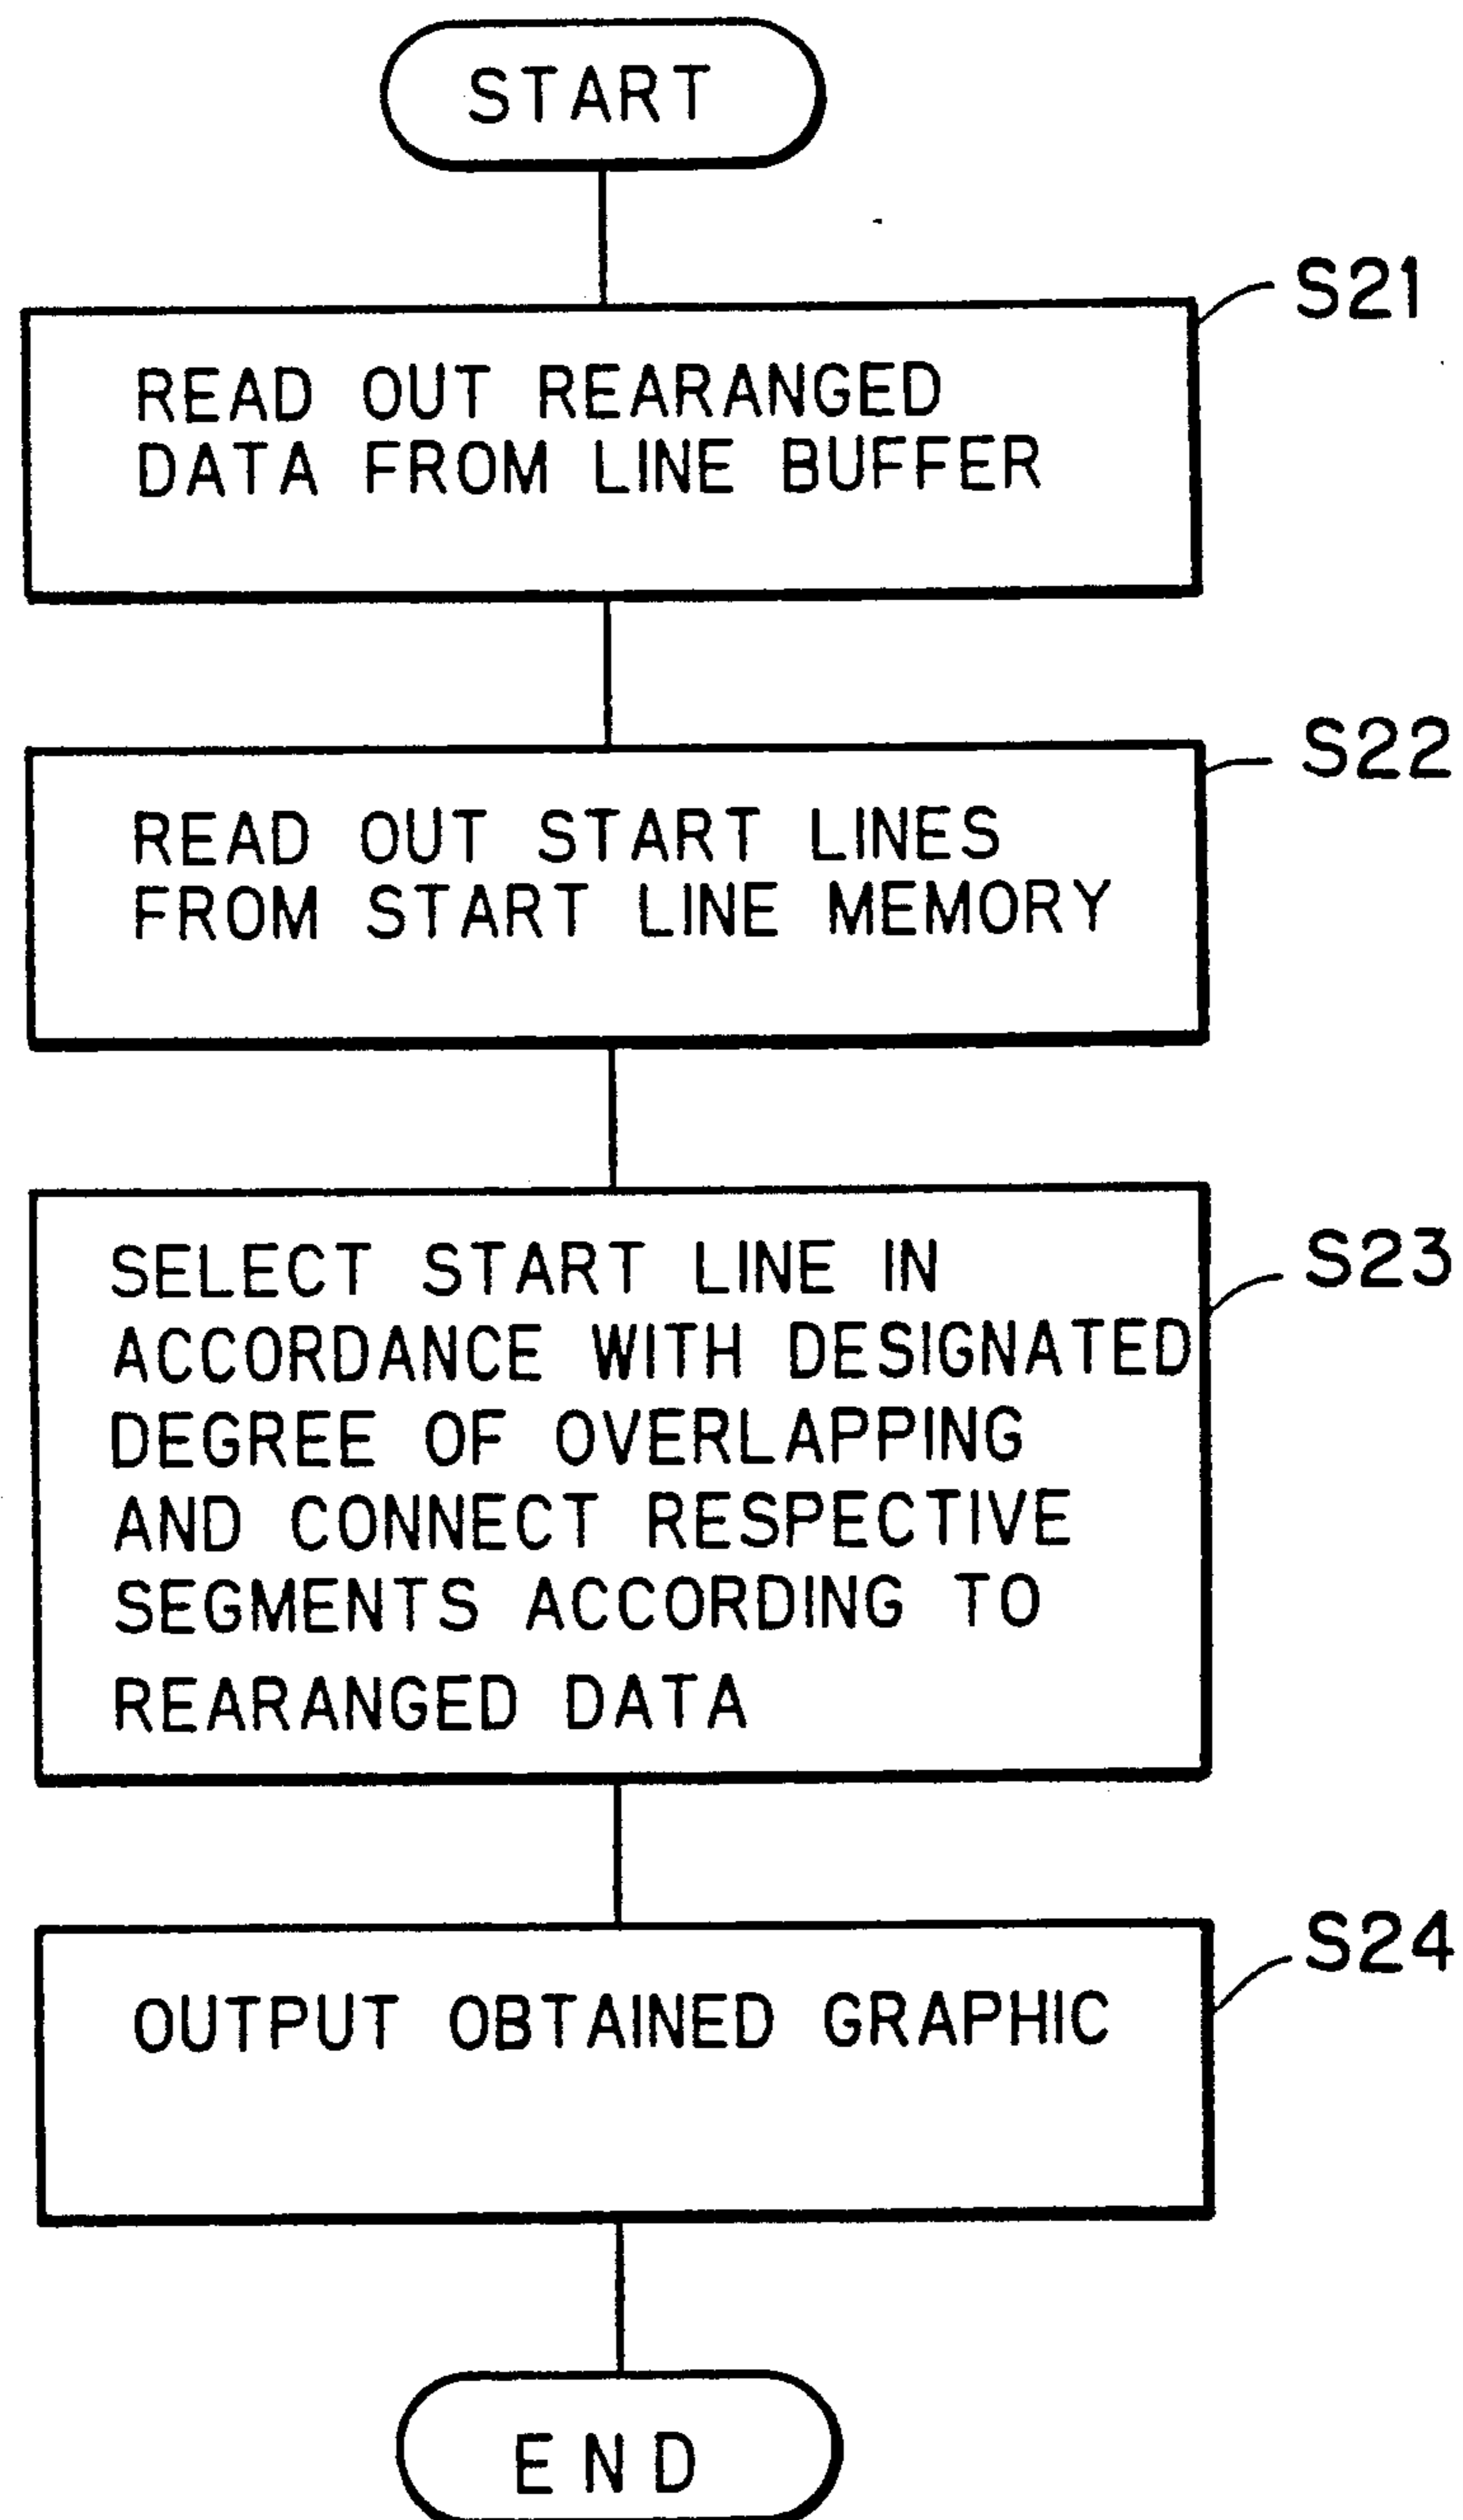 START
S21
READ OUT REARANGED
DATA FROM LINE BUFFER
S22
READ OUT START LINES
FROM START LINE MEMORY
S23
SELECT START LINE IN
ACCORDANCE WITH DESIGNATED
DEGREE OF OVERLAPPING
AND CONNECT RESPECTIVE
SEGMENTS ACCORDING TO
REARANGED DATA
S24
OUTPUT OBTAINED GRAPHIC
END